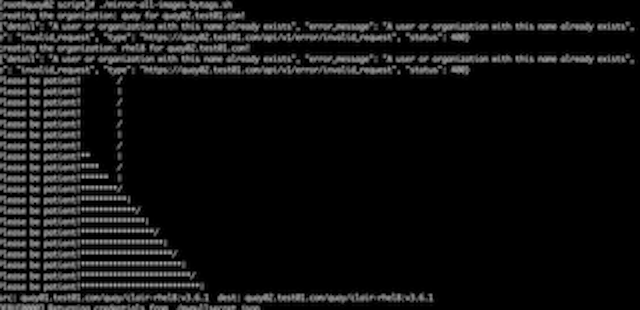 [root@quay02 script]# ./mirror-all-images-bytags.sh
creating the organization: quay for quay02.test01.com!
{"detail": "A user or organization with this name already exists", "error_message": "A user or organization with this name already exists",
r": "invalid_request", "type": "https://quay02.test01.com/api/v1/error/invalid_request", "status": 400}
creating the organization: rhel8 for quay02.test01.com!
{"detail": "A user or organization with this name already exists", "error_message": "A user or organization with this name already exists",
r": "invalid_request", "type": "https://quay02.test01.com/api/v1/error/invalid_request", "status": 400}
Please be patient! /
Please be patient! |
Please be patient! /
Please be patient! |
Please be patient! /
Please be patient! |
Please be patient! /
Please be patient!** |
Please be patient!**** /
Please be patient!****** |
Please be patient!********/
Please be patient!**********|
Please be patient!************/
Please be patient!**************|
Please be patient!****************/
Please be patient!******************|
Please be patient!********************/
Please be patient!**********************|
Please be patient!************************/
Please be patient!**************************|
src: quay01.test01.com/quay/clair-rhel8:v3.6.1 dest: quay02.test01.com/quay/clair-rhel8:v3.6.1
Returning credentials from